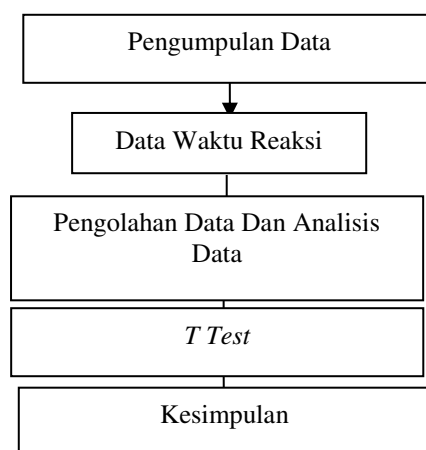 Pengumpulan Data
Data Waktu Reaksi
Pengolahan Data Dan Analisis
Data
T Test
Kesimpulan